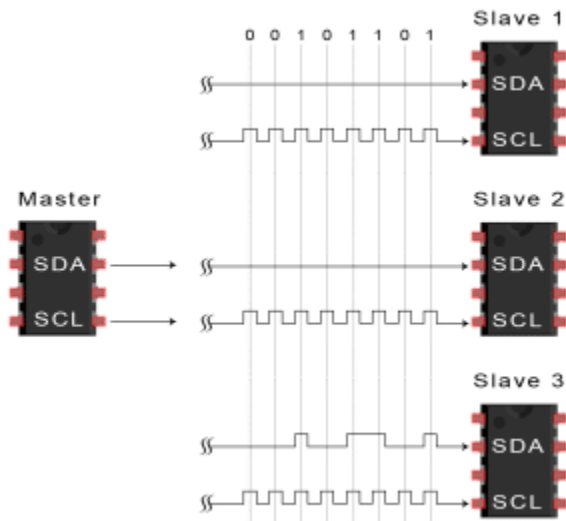 Slave 1
0 0 1 0 1 1 0 1
SDA
SCL
Master
SDA
SCL
Slave 2
SDA
SCL
Slave 3
SDA
SCL